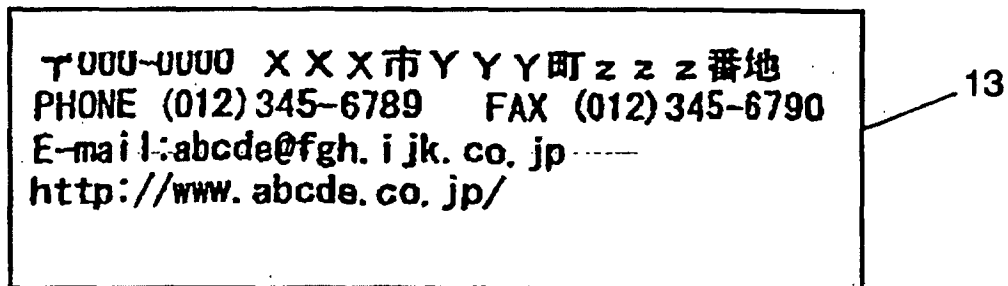 〒000-0000 XXX市YYY町zzz番地
PHONE (012)345-6789 FAX (012)345-6790
E-mail:abcde@fgh.ijk.co.jp
http://www.abcde.co.jp/
13